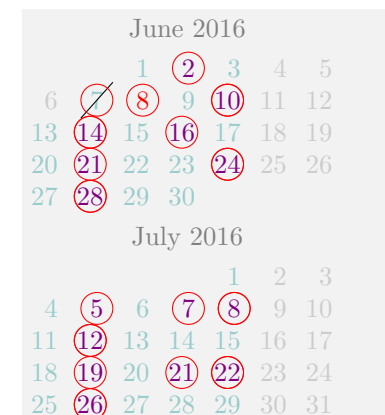 June 2016
1 2 3 4 5
6 7 8 9 10 11 12
13 14 15 16 17 18 19
20 21 22 23 24 25 26
27 28 29 30
July 2016
1 2 3
4 5 6 7 8 9 10
11 12 13 14 15 16 17
18 19 20 21 22 23 24
25 26 27 28 29 30 31